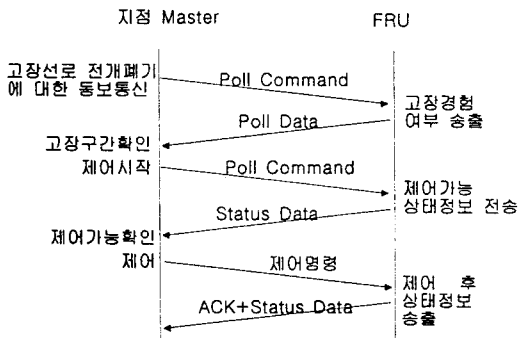 지점 Master
FRU
고장선로 전개폐기
에 대한 동보통신
Poll Command
고장경험
여부 송출
Poll Data
고장구간확인
제어시작
Poll Command
제어가능
상태정보 전송
Status Data
제어가능확인
제어
제어명령
제어 후
상태정보
송출
ACK+Status Data